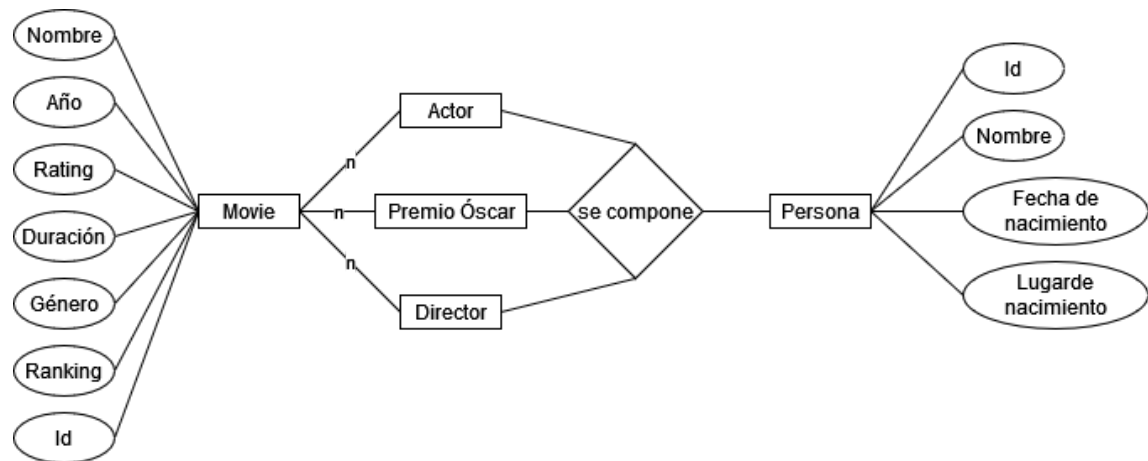 Nombre
Año
Rating
Duración
Género
Ranking
Id
Movie
n
n
n
Actor
Premio Óscar
Director
se compone
Persona
Id
Nombre
Fecha de
nacimiento
Lugarde
nacimiento